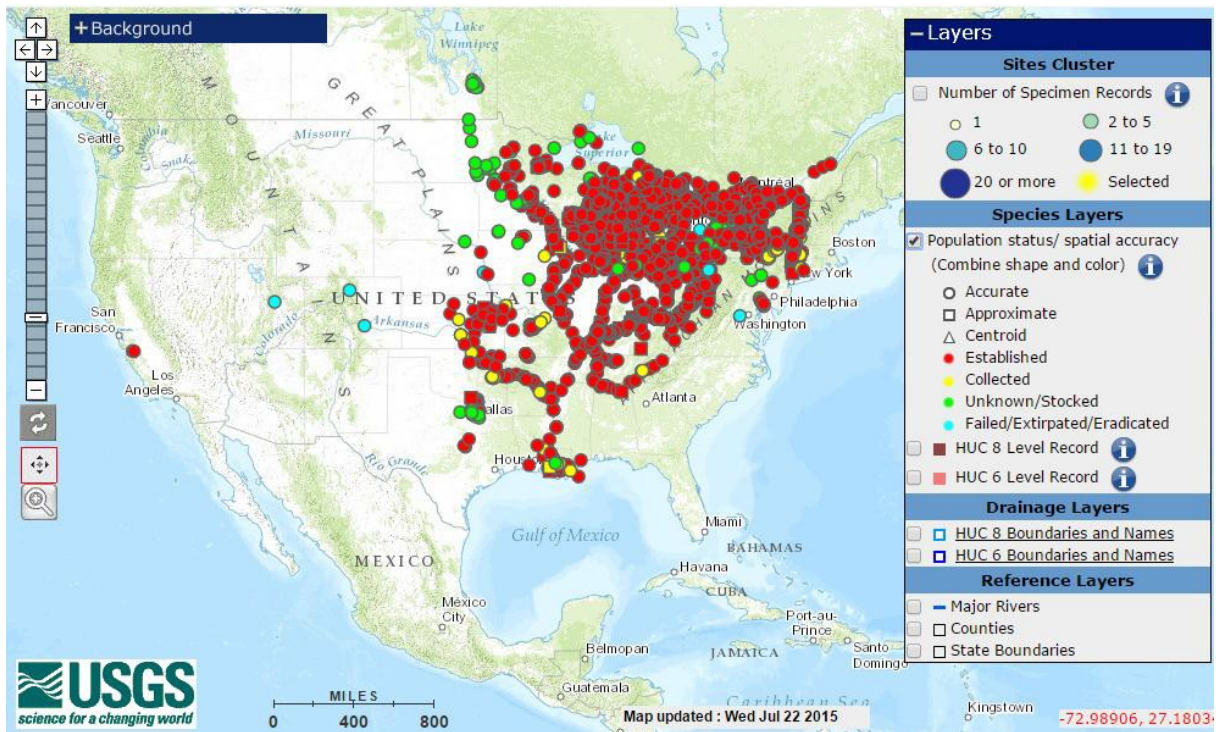 +Background
–Layers
Sites Cluster
Number of Specimen Records
1
2 to 5
6 to 10
11 to 19
20 or more
Selected
Species Layers
Population status/ spatial accuracy
(Combine shape and color)
Accurate
Approximate
Centroid
Established
Collected
Unknown/Stocked
Failed/Extirpated/Eradicated
HUC 8 Level Record
HUC 6 Level Record
Drainage Layers
HUC 8 Boundaries and Names
HUC 6 Boundaries and Names
Reference Layers
Major Rivers
Counties
State Boundaries
Lake
Winnipeg
Vancouver
Seattle
Columbia
Snake
Missouri
GREAT PLAINS
Lake
Superior
Boston
New York
Philadelphia
Washington
UNITED STATES
San
Francisco
Colorado
Arkansas
Los
Angeles
Atlanta
Rio Grande
Gulf of Mexico
Miami
BAHAMAS
Havana
CUBA
MEXICO
México
City
Port-au-
Prince
Santo
Domingo
JAMAICA
Belmopan
Guatemala
Caribbean Sea
Kingstown
USGS
science for a changing world
MILES
0 400 800
Map updated : Wed Jul 22 2015
-72.98906, 27.1803